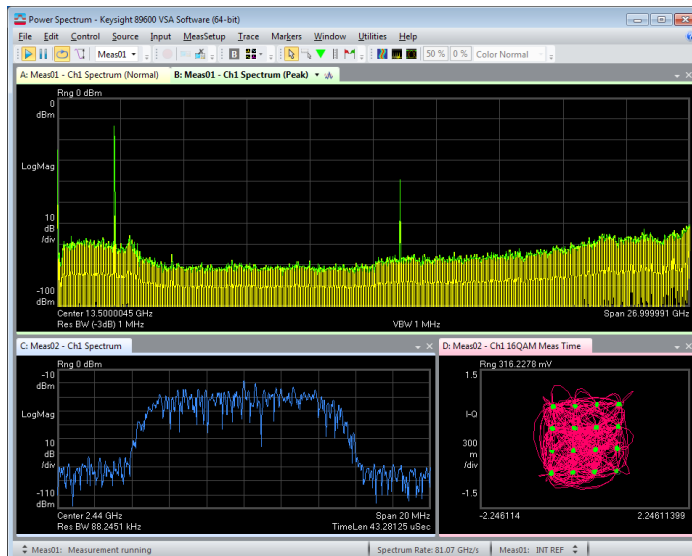 Power Spectrum - Keysight 89600 VSA Software (64-bit)
File Edit Control Source Input MeasSetup Trace Markers Window Utilities Help
Meas01 B 50 % 0 % Color Normal
A: Meas01 - Ch1 Spectrum (Normal) B: Meas01 - Ch1 Spectrum (Peak)
Rng 0 dBm
0
dBm
LogMag
10
dB
/div
-100
dBm
Center 13.5000045 GHz Span 26.999991 GHz
Res BW (-3dB) 1 MHz VBW 1 MHz
C: Meas02 - Ch1 Spectrum
Rng 0 dBm
-10
dBm
LogMag
10
dB
/div
-110
dBm
Center 2.44 GHz Span 20 MHz
Res BW 88.2451 kHz TimeLen 43.28125 uSec
D: Meas02 - Ch1 16QAM Meas Time
Rng 316.2278 mV
1.5
I-Q
300
m
/div
-1.5
-2.246114 2.24611399
Meas01: Measurement running Spectrum Rate: 81.07 GHz/s Meas01: INT REF